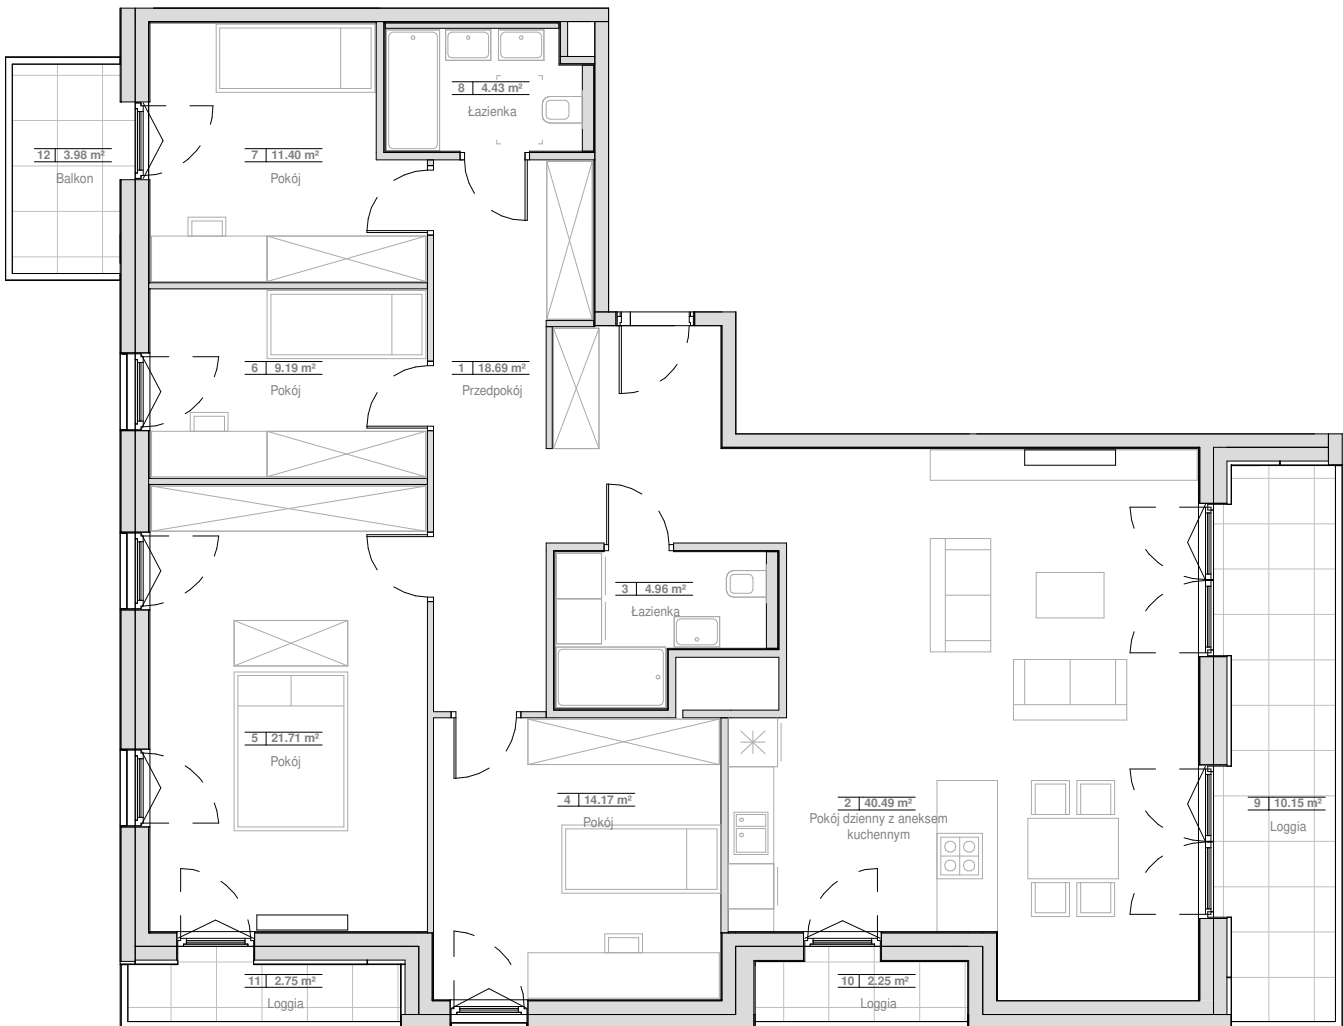 8 4.43 m²
Łazienka
12 3.98 m²
Balkon
7 11.40 m²
Pokój
6 9.19 m²
Pokój
1 18.69 m²
Przedpokój
3 4.96 m²
Łazienka
5 21.71 m²
Pokój
4 14.17 m²
Pokój
2 40.49 m²
Pokój dzienny z aneksem
kuchennym
9 10.15 m²
Loggia
11 2.75 m²
Loggia
10 2.25 m²
Loggia